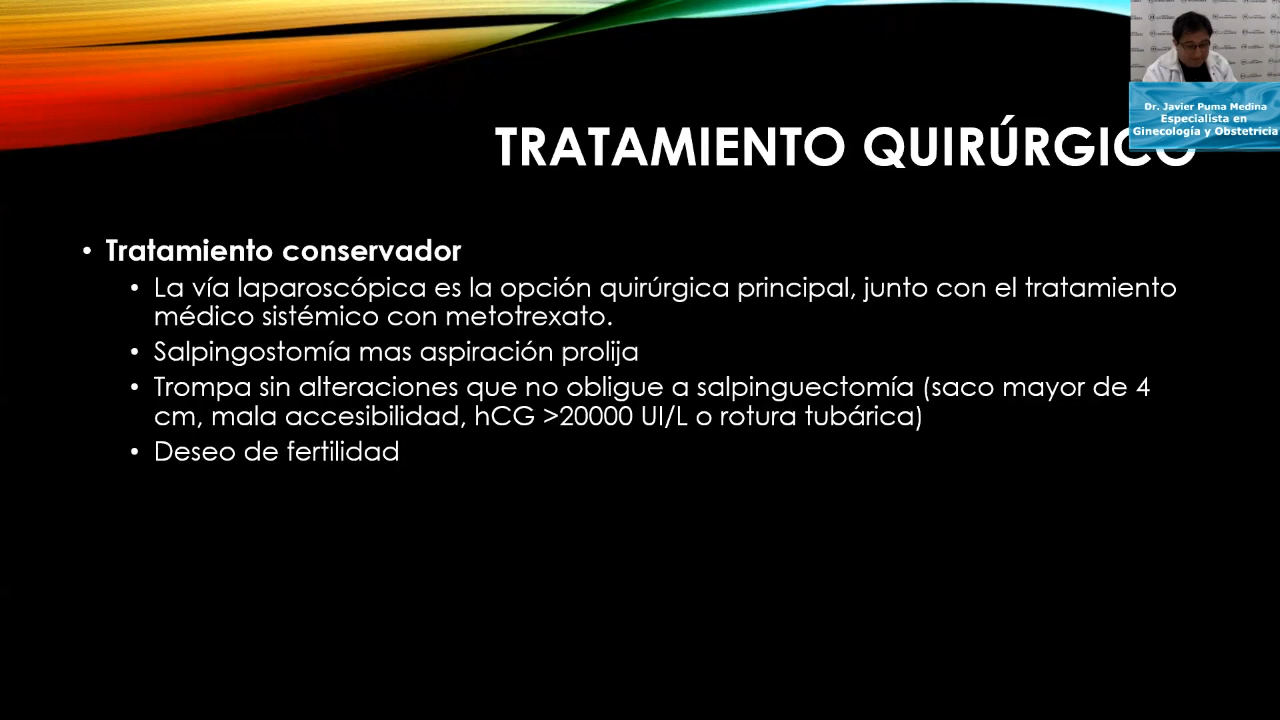 Dr. Javier Puma Medina
Especialista en
Ginecología y Obstetricia
TRATAMIENTO QUIRÚRGICO
• Tratamiento conservador
• La vía laparoscópica es la opción quirúrgica principal, junto con el tratamiento
médico sistémico con metotrexato.
• Salpingostomía mas aspiración prolija
• Trompa sin alteraciones que no obligue a salpinguectomía (saco mayor de 4
cm, mala accesibilidad, hCG >20000 UI/L o rotura tubárica)
• Deseo de fertilidad